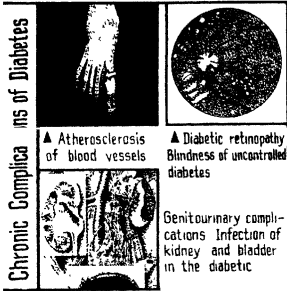 Chronic Complica ns of Diabetes
▲ Atherosclerosis
of blood vessels
▲ Diabetic retinopathy
Blindness of uncontrolled
diabetes
Genitourinary compli-
cations Infection of
kidney and bladder
in the diabetic